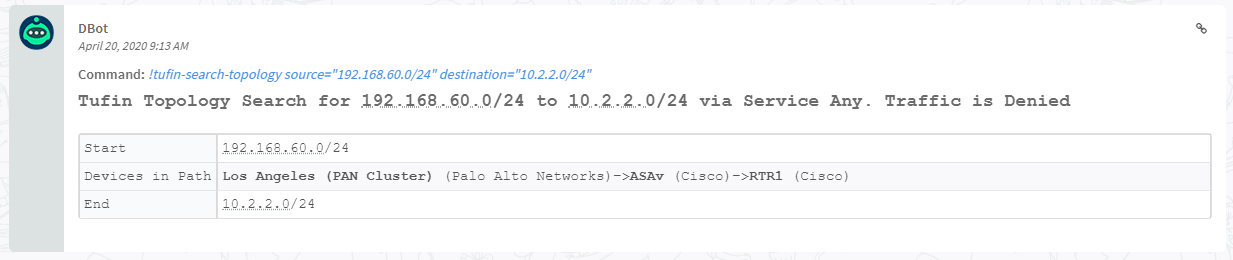 DBot
April 20, 2020 9:13 AM
Command: !tufin-search-topology source="192.168.60.0/24" destination="10.2.2.0/24"
Tufin Topology Search for 192.168.60.0/24 to 10.2.2.0/24 via Service Any. Traffic is Denied
Start 192.168.60.0/24
Devices in Path Los Angeles (PAN Cluster) (Palo Alto Networks)->ASAv (Cisco)->RTR1 (Cisco)
End 10.2.2.0/24